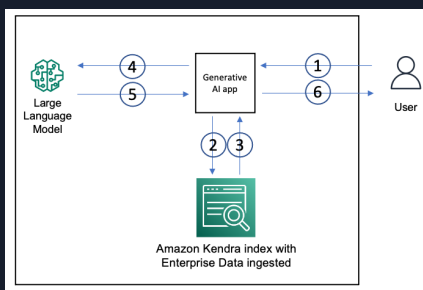 4
1
Generative
AI app
5
6
Large
Language
Model
User
2
3
Amazon Kendra index with
Enterprise Data ingested